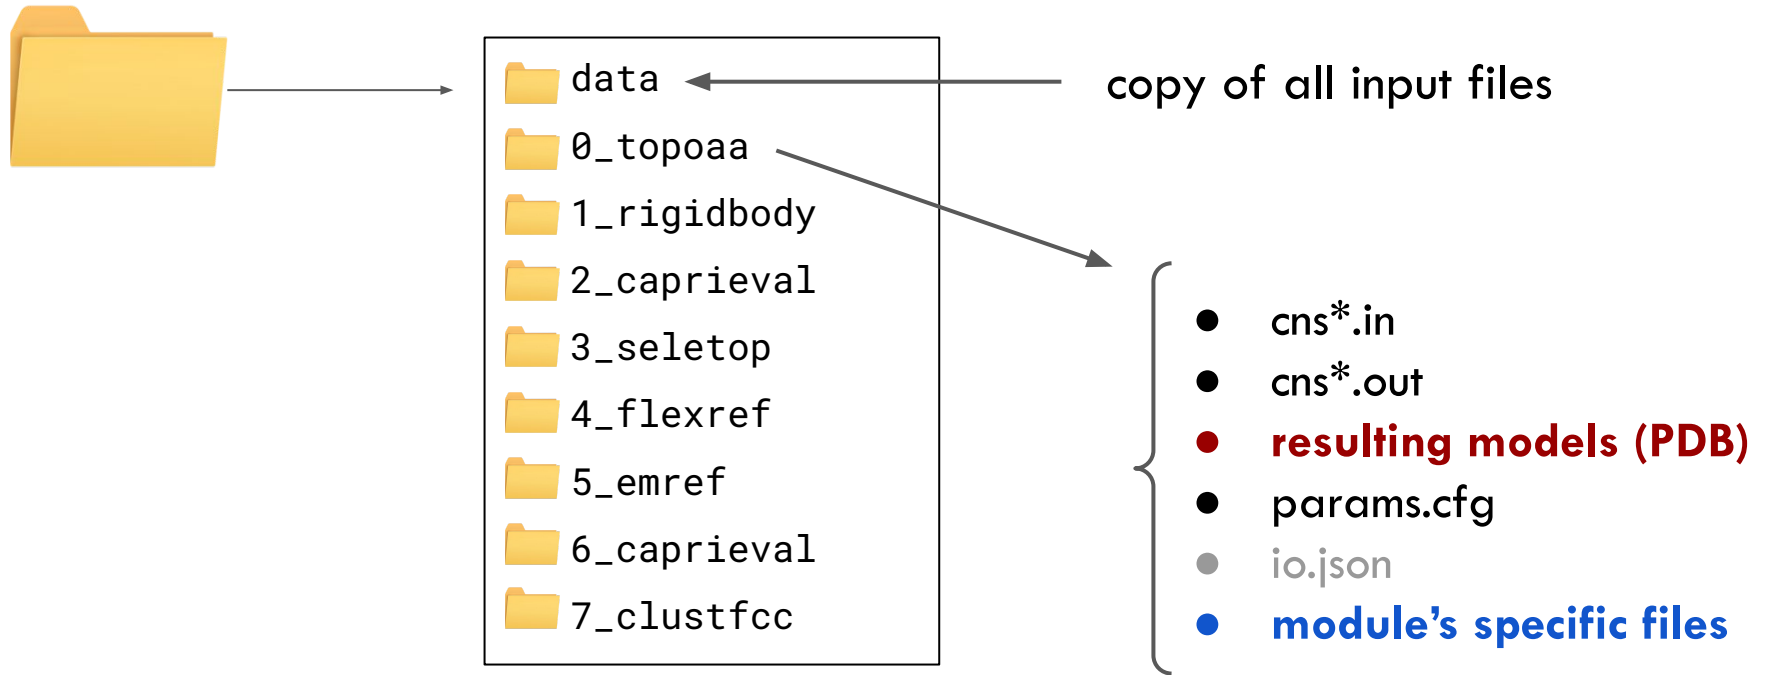 data
copy of all input files
0_topoaa
1_rigidbody
2_caprieval
3_seletop
4_flexref
5_emref
6_caprieval
7_clustfcc
cns*.in
cns*.out
resulting models (PDB)
params.cfg
io.json
module’s specific files